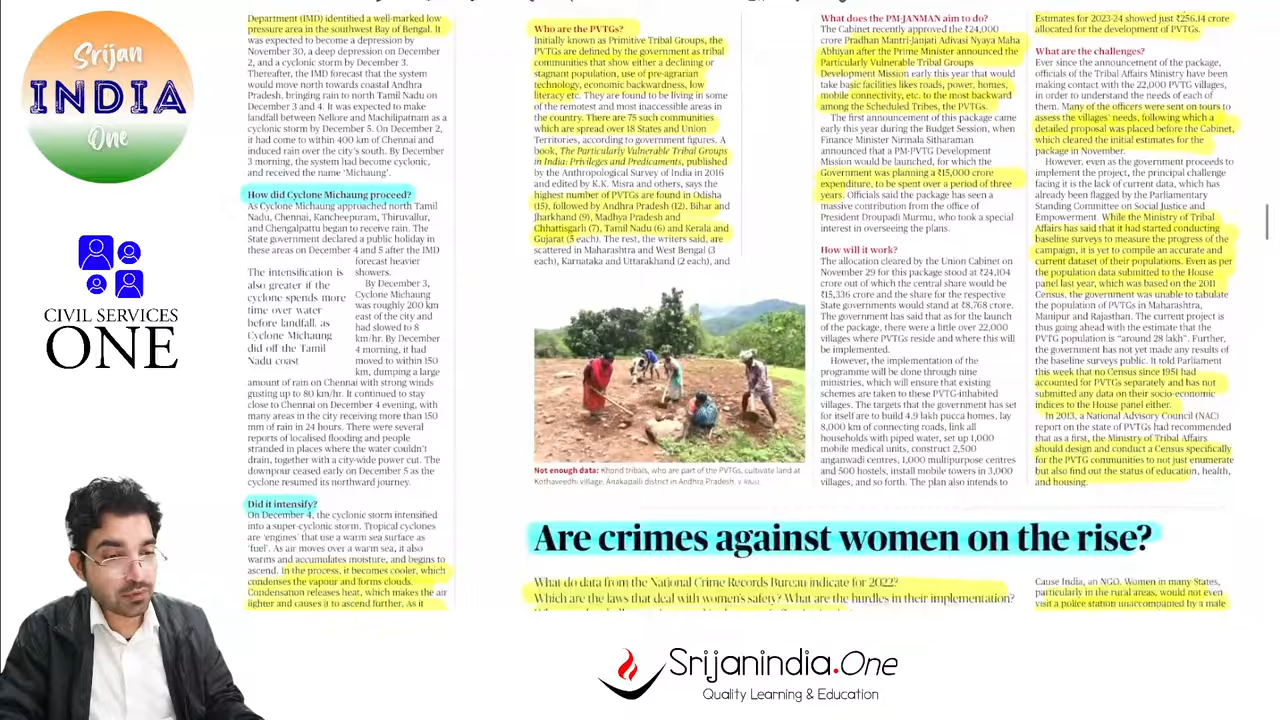 Srijan
INDIA
One
CIVIL SERVICES
ONE
Department (IMD) identified a well-marked low
pressure area in the southwest Bay of Bengal. It
was expected to become a depression by
November 30, a deep depression on December
2, and a cyclonic storm by December 3.
Thereafter, the IMD forecast that the system
would move north towards coastal Andhra
Pradesh, bringing rain to north Tamil Nadu on
December 3 and 4. It was expected to make
landfall between Nellore and Machilipatnam as a
cyclonic storm by December 5. On December 2,
it had come to within 400 km of Chennai and
induced rain over the city's south. By December
3 morning, the system had become cyclonic,
and received the name 'Michaung'.
How did Cyclone Michaung proceed?
As Cyclone Michaung approached north Tamil
Nadu, Chennai, Kancheepuram, Thiruvallur,
and Chengalpattu began to receive rain. The
State government declared a public holiday in
these areas on December 4 and 5 after the IMD
forecast heavier
showers.
By December 3,
Cyclone Michaung
was roughly 200 km
east of the city and
had slowed to 8
km/hr. By December
4 morning, it had
moved to within 150
km, dumping a large
The intensification is
also greater if the
cyclone spends more
time over water
before landfall, as
Cyclone Michaung
did off the Tamil
Nadu coast
amount of rain on Chennai with strong winds
gusting up to 80 km/hr. It continued to stay
close to Chennai on December 4 evening, with
many areas in the city receiving more than 150
mm of rain in 24 hours. There were several
reports of localised flooding and people
stranded in places where the water couldn't
drain, together with a city-wide power cut. The
downpour ceased early on December 5 as the
cyclone resumed its northward journey.
Did it intensify?
On December 4, the cyclonic storm intensified
into a super-cyclonic storm. Tropical cyclones
are 'engines' that use a warm sea surface as
'fuel'. As air moves over a warm sea, it also
warms and accumulates moisture, and begins to
ascend. In the process, it becomes cooler, which
condenses the vapour and forms clouds.
Condensation releases heat, which makes the air
lighter and causes it to ascend further. As it
Who are the PVTGs?
Initially known as Primitive Tribal Groups, the
PVTGs are defined by the government as tribal
communities that show either a declining or
stagnant population, use of pre-agrarian
technology, economic backwardness, low
literacy etc. They are found to be living in some
of the remotest and most inaccessible areas in
the country. There are 75 such communities
which are spread over 18 States and Union
Territories, according to government figures. A
book, The Particularly Vulnerable Tribal Groups
in India: Privileges and Predicaments, published
by the Anthropological Survey of India in 2016
and edited by K.K. Misra and others, says the
highest number of PVTGs are found in Odisha
(15), followed by Andhra Pradesh (12), Bihar and
Jharkhand (9), Madhya Pradesh and
Chhattisgarh (7), Tamil Nadu (6) and Kerala and
Gujarat (5 each). The rest, the writers said, are
scattered in Maharashtra and West Bengal (3
each), Karnataka and Uttarakhand (2 each), and
Not enough data: Khond tribals, who are part of the PVTGs, cultivate land at
Kothaveedhi village, Anakapalli district in Andhra Pradesh.
What does the PM-JANMAN aim to do?
The Cabinet recently approved the ₹24,000
crore Pradhan Mantri-Janjati Adivasi Nyaya Maha
Abhiyan after the Prime Minister announced the
Particularly Vulnerable Tribal Groups
Development Mission early this year that would
take basic facilities like roads, power, homes,
mobile connectivity, etc. to the most backward
among the Scheduled Tribes, the PVTGs.
The first announcement of this package came
early this year during the Budget Session, when
Finance Minister Nirmala Sitharaman
announced that a PM-PVTG Development
Mission would be launched, for which the
Government was planning a ₹15,000 crore
expenditure, to be spent over a period of three
years. Officials said the package has seen a
massive contribution from the office of
President Droupadi Murmu, who took a special
interest in overseeing the plans.
How will it work?
The allocation cleared by the Union Cabinet on
November 29 for this package stood at ₹24,104
crore out of which the central share would be
₹15,336 crore and the share for the respective
State governments would stand at ₹8,768 crore.
The government has said that as for the launch
of the package, there were a little over 22,000
villages where PVTGs reside and where this will
be implemented.
However, the implementation of the
programme will be done through nine
ministries, which will ensure that existing
schemes are taken to these PVTG-inhabited
villages. The targets that the government has set
for itself are to build 4.9 lakh pucca homes, lay
8,000 km of connecting roads, link all
households with piped water, set up 1,000
mobile medical units, construct 2,500
anganwadi centres, 1,000 multipurpose centres
and 500 hostels, install mobile towers in 3,000
villages, and so forth. The plan also intends to
Estimates for 2023-24 showed just ₹256.14 crore
allocated for the development of PVTGs.
What are the challenges?
Ever since the announcement of the package,
officials of the Tribal Affairs Ministry have been
making contact with the 22,000 PVTG villages,
in order to understand the needs of each of
them. Many of the officers were sent on tours to
assess the villages' needs, following which a
detailed proposal was placed before the Cabinet,
which cleared the initial estimates for the
package in November.
However, even as the government proceeds to
implement the project, the principal challenge
facing it is the lack of current data, which has
already been flagged by the Parliamentary
Standing Committee on Social Justice and
Empowerment. While the Ministry of Tribal
Affairs has said that it had started conducting
baseline surveys to measure the progress of the
campaign, it is yet to compile an accurate and
current dataset of their populations. Even as per
the population data submitted to the House
panel last year, which was based on the 2011
Census, the government was unable to tabulate
the population of PVTGs in Maharashtra,
Manipur and Rajasthan. The current project is
thus going ahead with the estimate that the
PVTG population is "around 28 lakh". Further,
the government has not yet made any results of
the baseline surveys public. It told Parliament
this week that no Census since 1951 had
accounted for PVTGs separately and has not
submitted any data on their socio-economic
indices to the House panel either.
In 2013, a National Advisory Council (NAC)
report on the state of PVTGs had recommended
that as a first, the Ministry of Tribal Affairs
should design and conduct a Census specifically
for the PVTG communities to not just enumerate
but also find out the status of education, health,
and housing.
Are crimes against women on the rise?
What do data from the National Crime Records Bureau indicate for 2022?
Which are the laws that deal with women's safety? What are the hurdles in their implementation?
Cause India, an NGO. Women in many States,
particularly in the rural areas, would not even
visit a police station unaccompanied by a male
Srijanindia.One
Quality Learning & Education